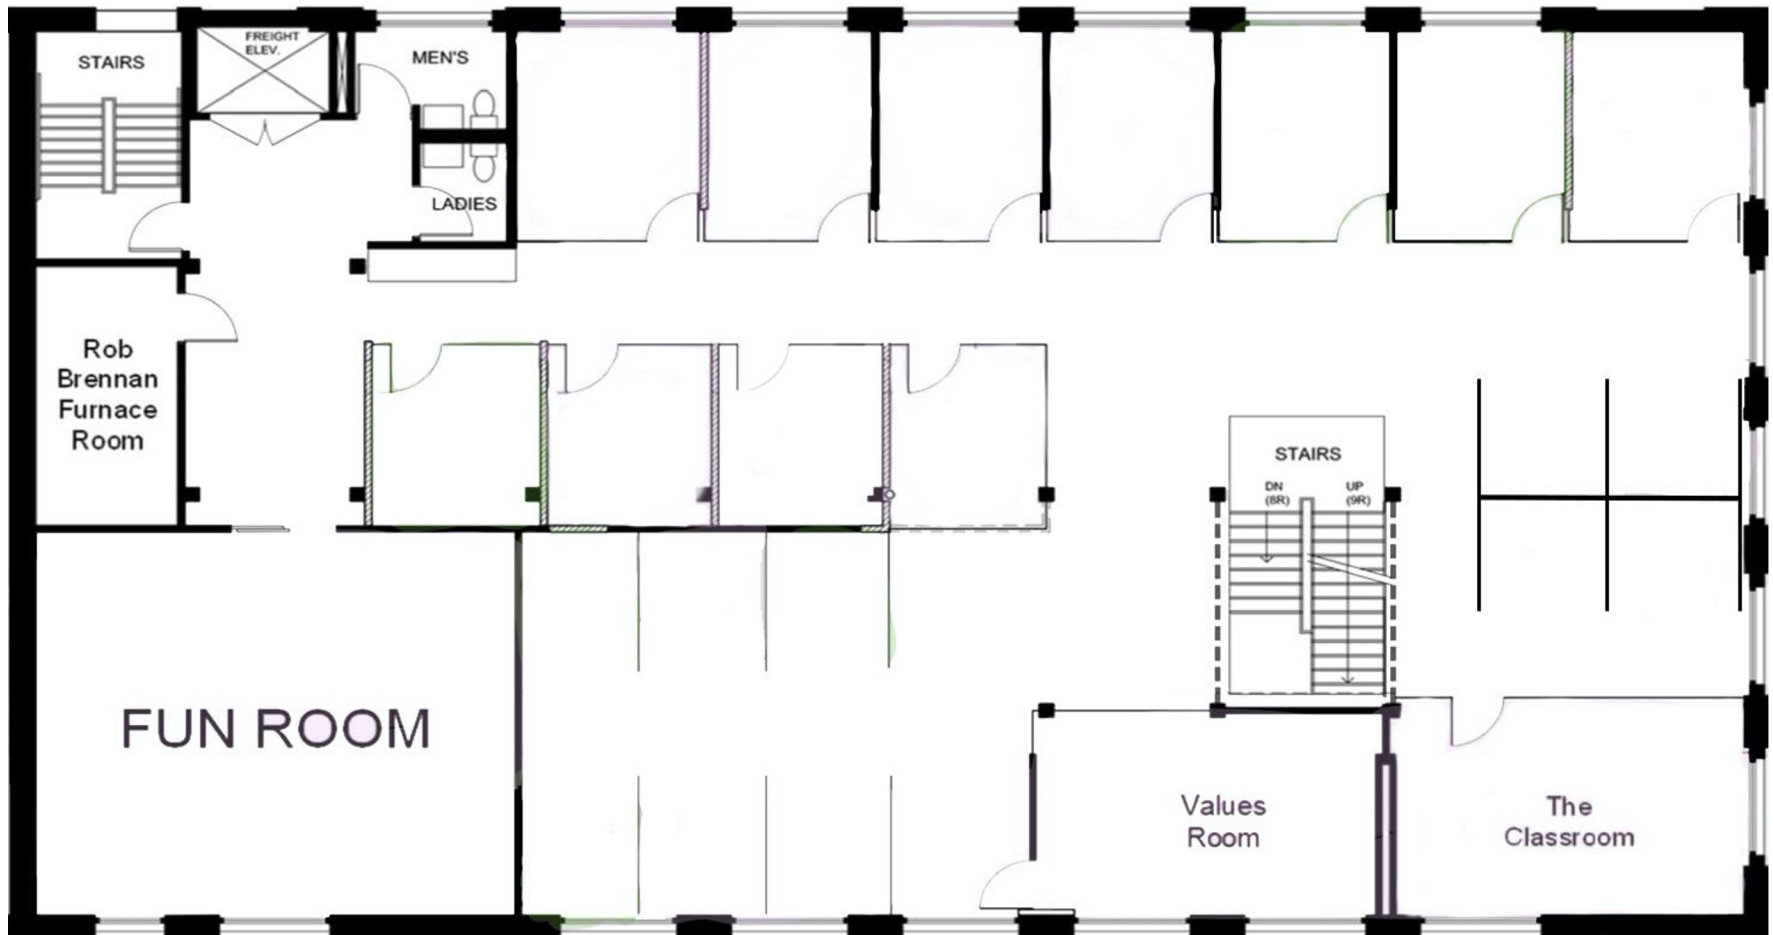 FREIGHT
ELEV.
STAIRS
MEN'S
LADIES
Rob
Brennan
Furnace
Room
STAIRS
DN
(8R)
UP
(9R)
FUN ROOM
Values
Room
The
Classroom